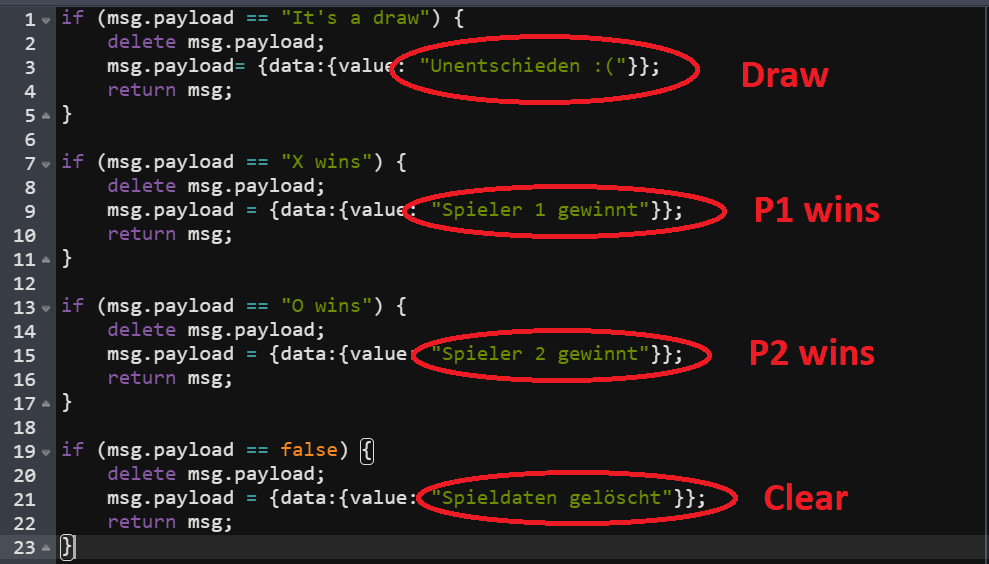 1 if (msg.payload == "It's a draw") {
2 delete msg.payload;
3 msg.payload= {data:{value: "Unentschieden :("}}; Draw
4 return msg;
5 }
6
7 if (msg.payload == "X wins") {
8 delete msg.payload;
9 msg.payload = {data:{value: "Spieler 1 gewinnt"}}; P1 wins
10 return msg;
11 }
12
13 if (msg.payload == "O wins") {
14 delete msg.payload;
15 msg.payload = {data:{value: "Spieler 2 gewinnt"}}; P2 wins
16 return msg;
17 }
18
19 if (msg.payload == false) {
20 delete msg.payload;
21 msg.payload = {data:{value: "Spieldaten gelöscht"}}; Clear
22 return msg;
23 }